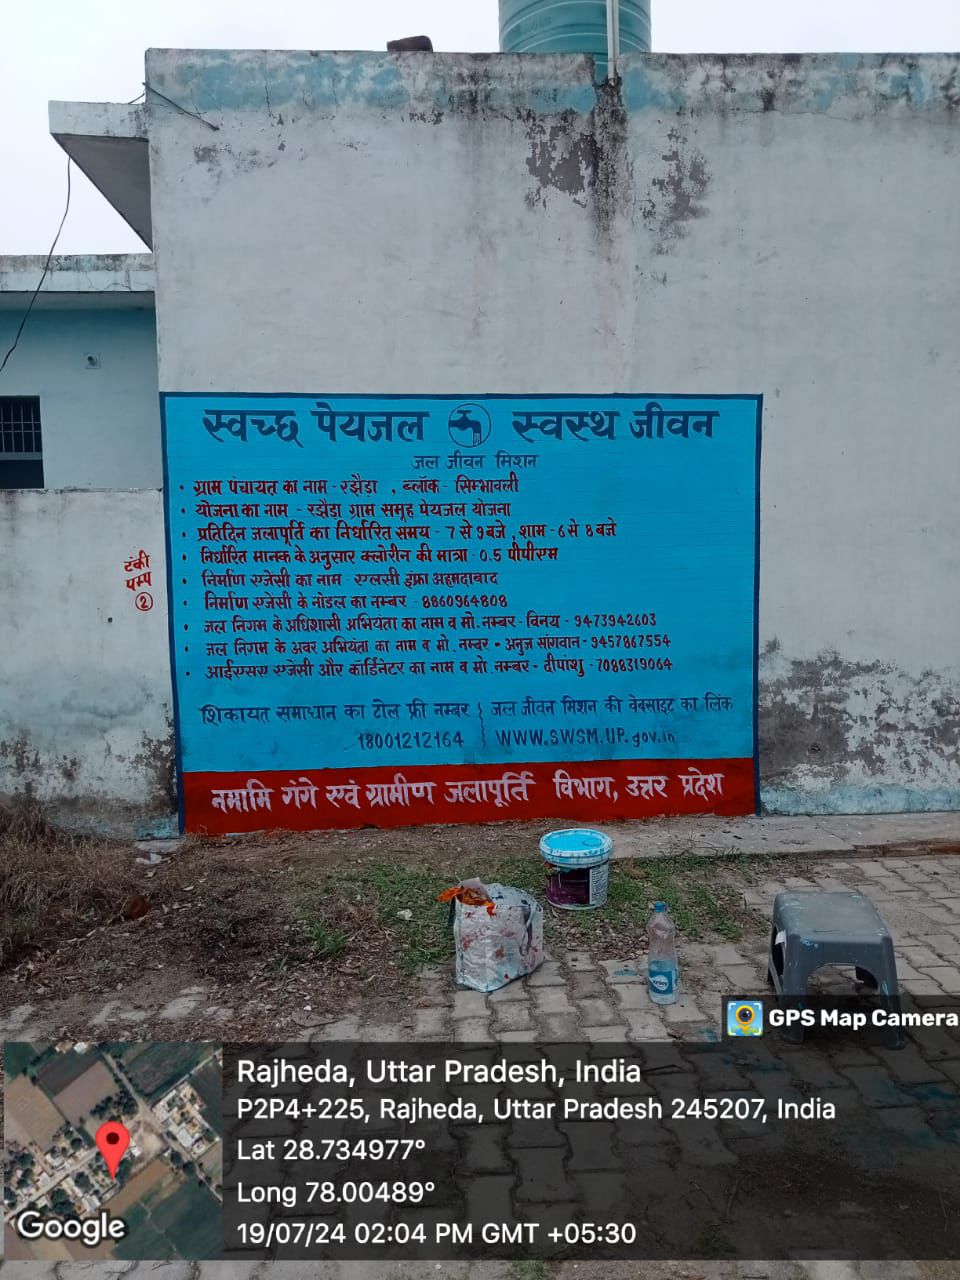 स्वच्छ पेयजल स्वस्थ जीवन
जल जीवन मिशन
• ग्राम पंचायत का नाम - रझैड़ा , ब्लॉक - सिम्भावली
• योजना का नाम - रझैड़ा ग्राम समूह पेयजल योजना
• प्रतिदिन जलापूर्ति का निर्धारित समय - 7 से 9 बजे , शाम - 6 से 8 बजे
• निर्धारित मानक के अनुसार क्लोरीन की मात्रा - 0.5 पीपीएम
• निर्माण एजेंसी का नाम - एलसी इंफ्रा अहमदाबाद
• निर्माण एजेंसी के नोडल का नम्बर - 8860964808
• जल निगम के अधिशासी अभियंता का नाम व मो. नम्बर - विनय - 9473942603
• जल निगम के अवर अभियंता का नाम व मो. नम्बर - अनुज सांगवान - 9457867554
• आईएसए एजेंसी और कॉर्डिनेटर का नाम व मो. नम्बर - दीपांशु - 7088319064
शिकायत समाधान का टोल फ्री नम्बर
18001212164
जल जीवन मिशन की वेबसाइट का लिंक
WWW.SWSM.UP.gov.in
नमामि गंगे एवं ग्रामीण जलापूर्ति विभाग, उत्तर प्रदेश
टंकी
पम्प
2
GPS Map Camera
Rajheda, Uttar Pradesh, India
P2P4+225, Rajheda, Uttar Pradesh 245207, India
Lat 28.734977°
Long 78.00489°
19/07/24 02:04 PM GMT +05:30
Google